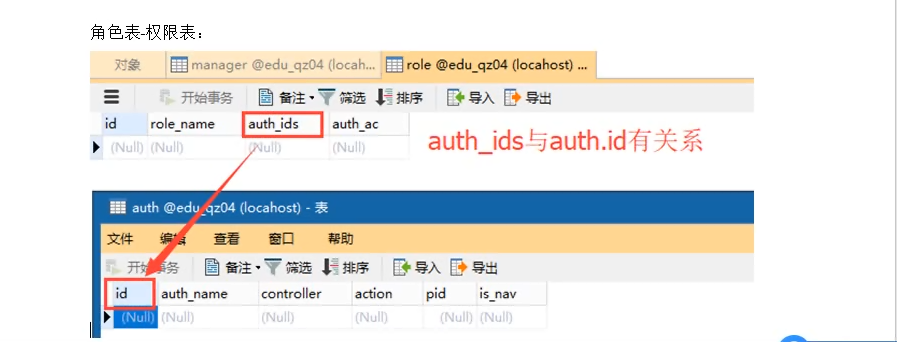 角色表-权限表：
对象 manager @edu_qz04 (locah... role @edu_qz04 (locahost) ...
开始事务 备注 筛选 排序 导入 导出
id role_name auth_ids auth_ac
(Null) (Null) (Null) (Null)
auth_ids与auth.id有关系
auth @edu_qz04 (locahost) - 表
文件 编辑 查看 窗口 帮助
开始事务 备注 筛选 排序 导入 导出
id auth_name controller action pid is_nav
(Null) (Null) (Null) (Null) (Null) (Null)